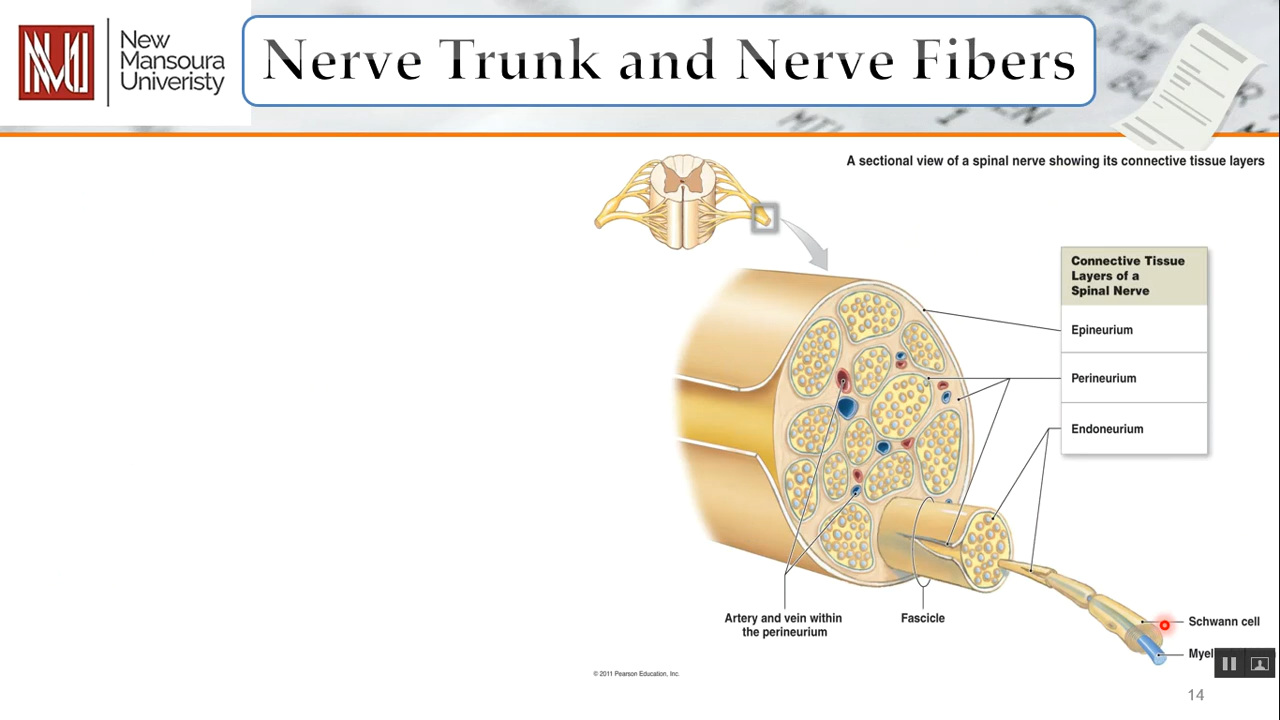 New
Mansoura
Univeristy
Nerve Trunk and Nerve Fibers
A sectional view of a spinal nerve showing its connective tissue layers
Connective Tissue
Layers of a
Spinal Nerve
Epineurium
Perineurium
Endoneurium
Artery and vein within
the perineurium
Fascicle
Schwann cell
© 2011 Pearson Education, Inc.
14